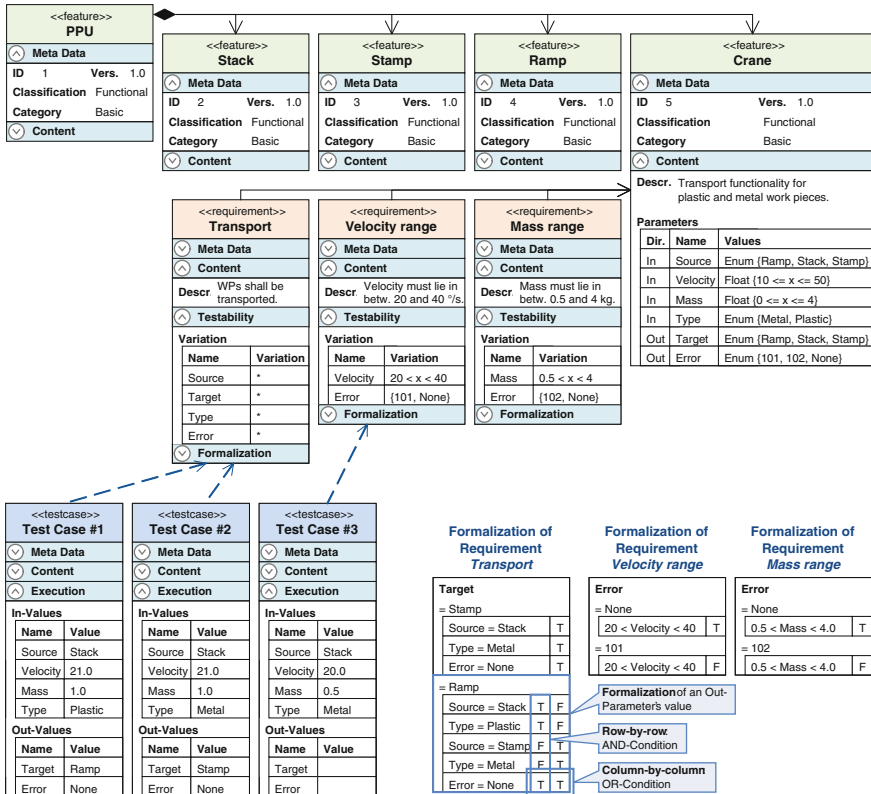 <<feature>>
PPU
Meta Data
ID 1 Vers. 1.0
Classification Functional
Category Basic
Content
<<feature>>
Stack
Meta Data
ID 2 Vers. 1.0
Classification Functional
Category Basic
Content
<<feature>>
Stamp
Meta Data
ID 3 Vers. 1.0
Classification Functional
Category Basic
Content
<<feature>>
Ramp
Meta Data
ID 4 Vers. 1.0
Classification Functional
Category Basic
Content
<<feature>>
Crane
Meta Data
ID 5 Vers. 1.0
Classification Functional
Category Basic
Content
Descr. Transport functionality for
plastic and metal work pieces.
Parameters
Dir. Name Values
In Source Enum {Ramp, Stack, Stamp}
In Velocity Float {10 <= x <= 50}
In Mass Float {0 <= x <= 4}
In Type Enum {Metal, Plastic}
Out Target Enum {Ramp, Stack, Stamp}
Out Error Enum {101, 102, None}
<<requirement>>
Transport
Meta Data
Content
Descr. WPs shall be
transported.
Testability
Variation
Name Variation
Source *
Target *
Type *
Error *
Formalization
<<requirement>>
Velocity range
Meta Data
Content
Descr. Velocity must lie in
betw. 20 and 40 °/s.
Testability
Variation
Name Variation
Velocity 20 < x < 40
Error {101, None}
Formalization
<<requirement>>
Mass range
Meta Data
Content
Descr. Mass must lie in
betw. 0.5 and 4 kg.
Testability
Variation
Name Variation
Mass 0.5 < x < 4
Error {102, None}
Formalization
<<testcase>>
Test Case #1
Meta Data
Content
Execution
In-Values
Name Value
Source Stack
Velocity 21.0
Mass 1.0
Type Plastic
Out-Values
Name Value
Target Ramp
Error None
<<testcase>>
Test Case #2
Meta Data
Content
Execution
In-Values
Name Value
Source Stack
Velocity 21.0
Mass 1.0
Type Metal
Out-Values
Name Value
Target Stamp
Error None
<<testcase>>
Test Case #3
Meta Data
Content
Execution
In-Values
Name Value
Source Stack
Velocity 20.0
Mass 0.5
Type Metal
Out-Values
Name Value
Target
Error
Formalization of
Requirement
Transport
Target
= Stamp
Source = Stack T
Type = Metal T
Error = None T
= Ramp
Source = Stack T F
Type = Plastic T F
Source = Stamp F T
Type = Metal F T
Error = None T T
Formalization of
Requirement
Velocity range
Error
= None
20 < Velocity < 40 T
= 101
20 < Velocity < 40 F
Formalization of
Requirement
Mass range
Error
= None
0.5 < Mass < 4.0 T
= 102
0.5 < Mass < 4.0 F
Formalization of an Out-
Parameter's value
Row-by-row:
AND-Condition
Column-by-column
OR-Condition